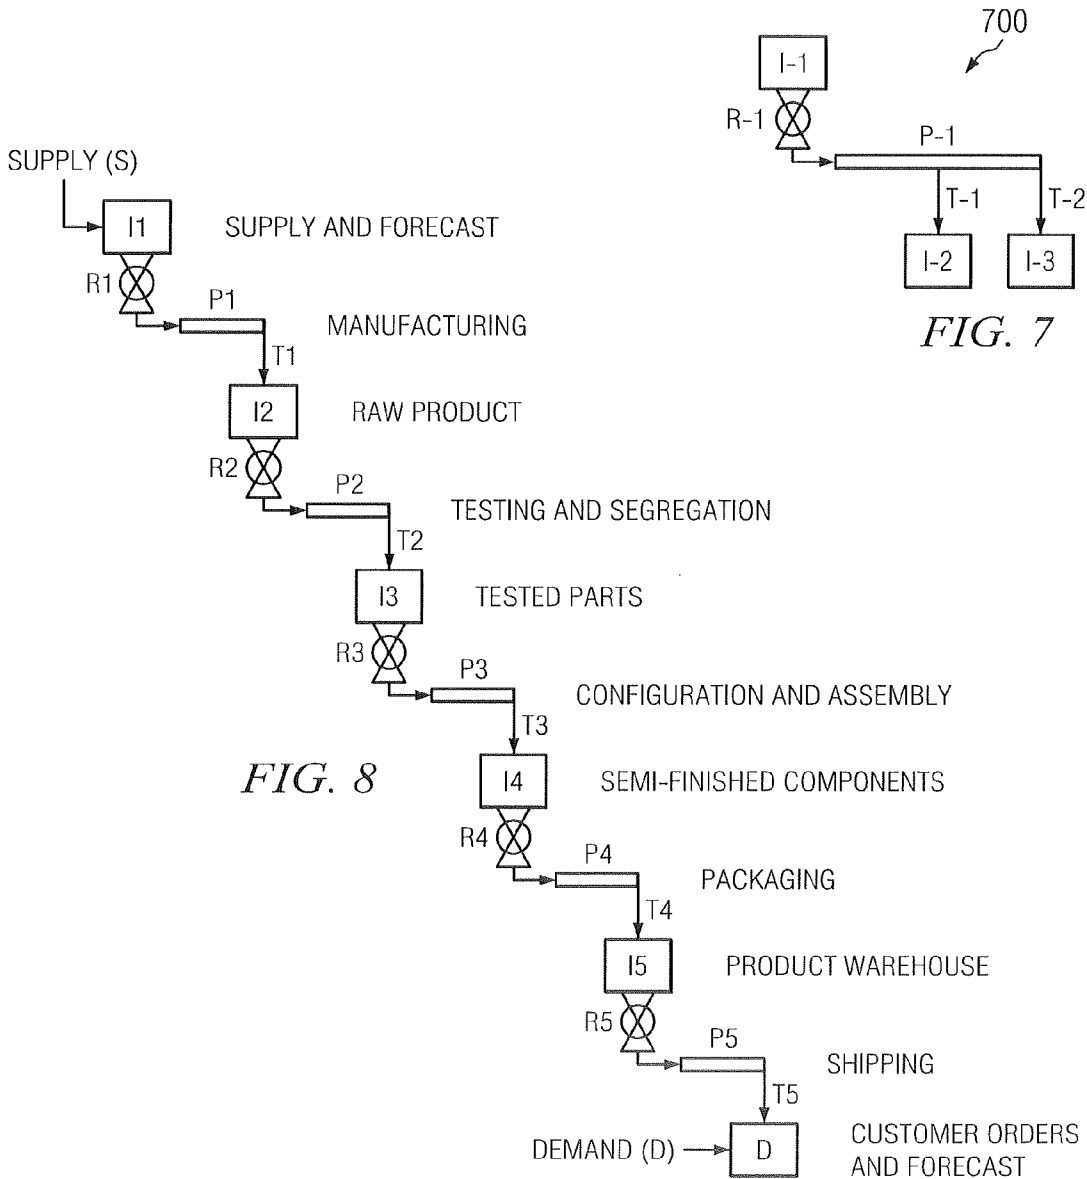 700
I-1
R-1
P-1
T-1
T-2
I-2
I-3
FIG. 7
SUPPLY (S)
I1
SUPPLY AND FORECAST
R1
P1
MANUFACTURING
T1
I2
RAW PRODUCT
R2
P2
TESTING AND SEGREGATION
T2
I3
TESTED PARTS
R3
P3
CONFIGURATION AND ASSEMBLY
T3
FIG. 8
I4
SEMI-FINISHED COMPONENTS
R4
P4
PACKAGING
T4
I5
PRODUCT WAREHOUSE
R5
P5
SHIPPING
T5
DEMAND (D)
D
CUSTOMER ORDERS
AND FORECAST